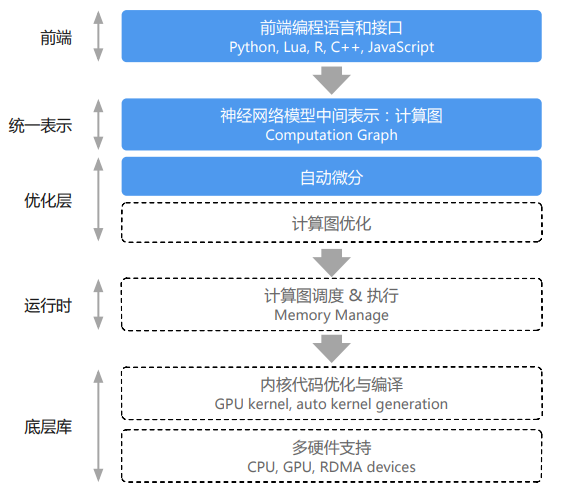 前端
前端编程语言和接口
Python, Lua, R, C++, JavaScript
统一表示
神经网络模型中间表示：计算图
Computation Graph
优化层
自动微分
计算图优化
运行时
计算图调度 & 执行
Memory Manage
底层库
内核代码优化与编译
GPU kernel, auto kernel generation
多硬件支持
CPU, GPU, RDMA devices